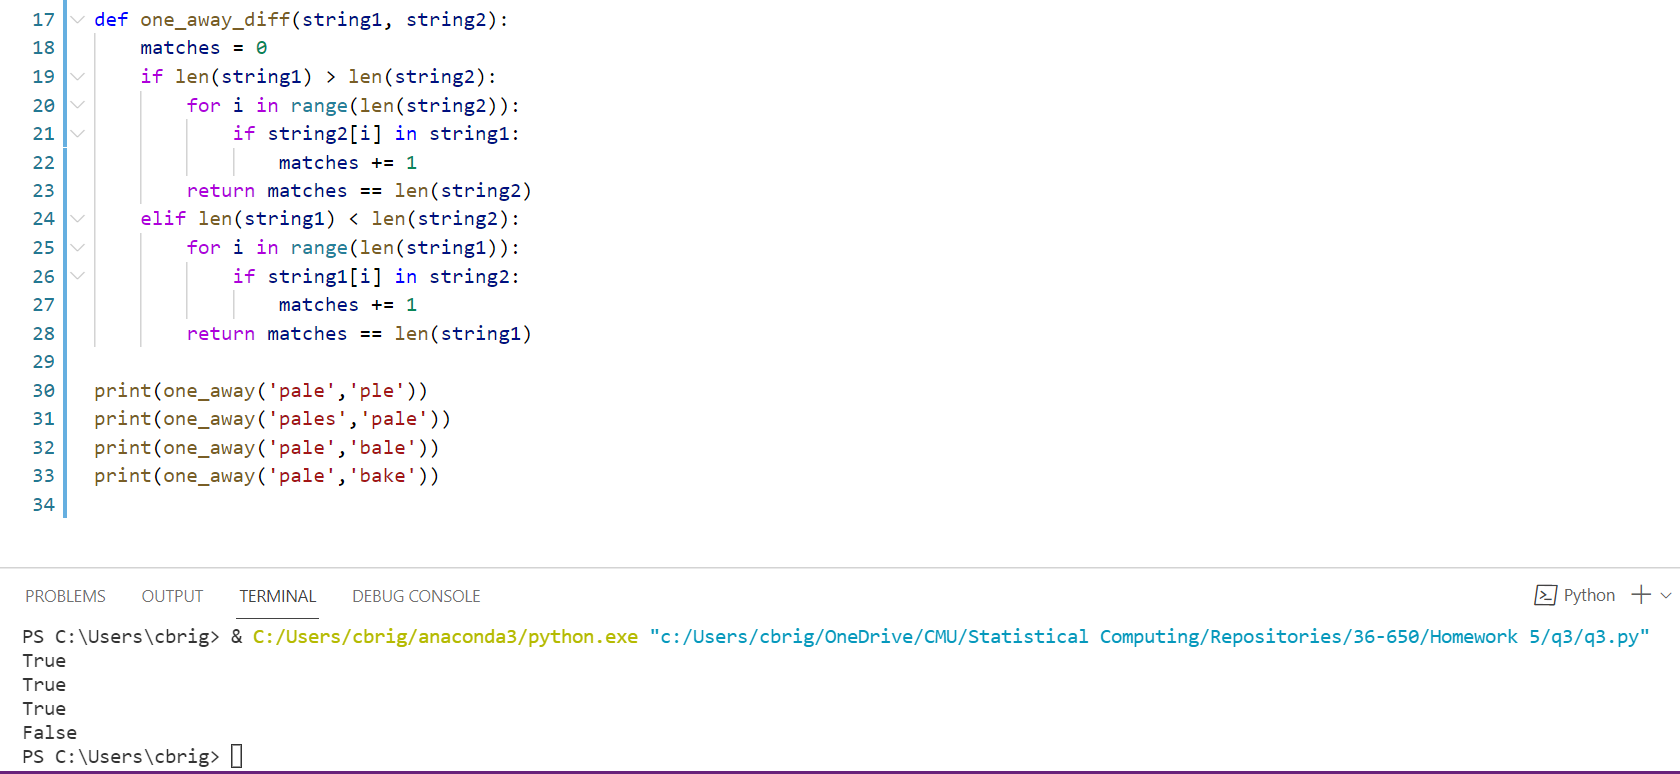 17 def one_away_diff(string1, string2):
18     matches = 0
19     if len(string1) > len(string2):
20         for i in range(len(string2)):
21             if string2[i] in string1:
22                 matches += 1
23         return matches == len(string2)
24     elif len(string1) < len(string2):
25         for i in range(len(string1)):
26             if string1[i] in string2:
27                 matches += 1
28         return matches == len(string1)
29
30 print(one_away('pale','ple'))
31 print(one_away('pales','pale'))
32 print(one_away('pale','bale'))
33 print(one_away('pale','bake'))
34
PROBLEMS OUTPUT TERMINAL DEBUG CONSOLE Python
PS C:\Users\cbrig> & C:/Users/cbrig/anaconda3/python.exe "c:/Users/cbrig/OneDrive/CMU/Statistical Computing/Repositories/36-650/Homework 5/q3/q3.py"
True
True
True
False
PS C:\Users\cbrig>